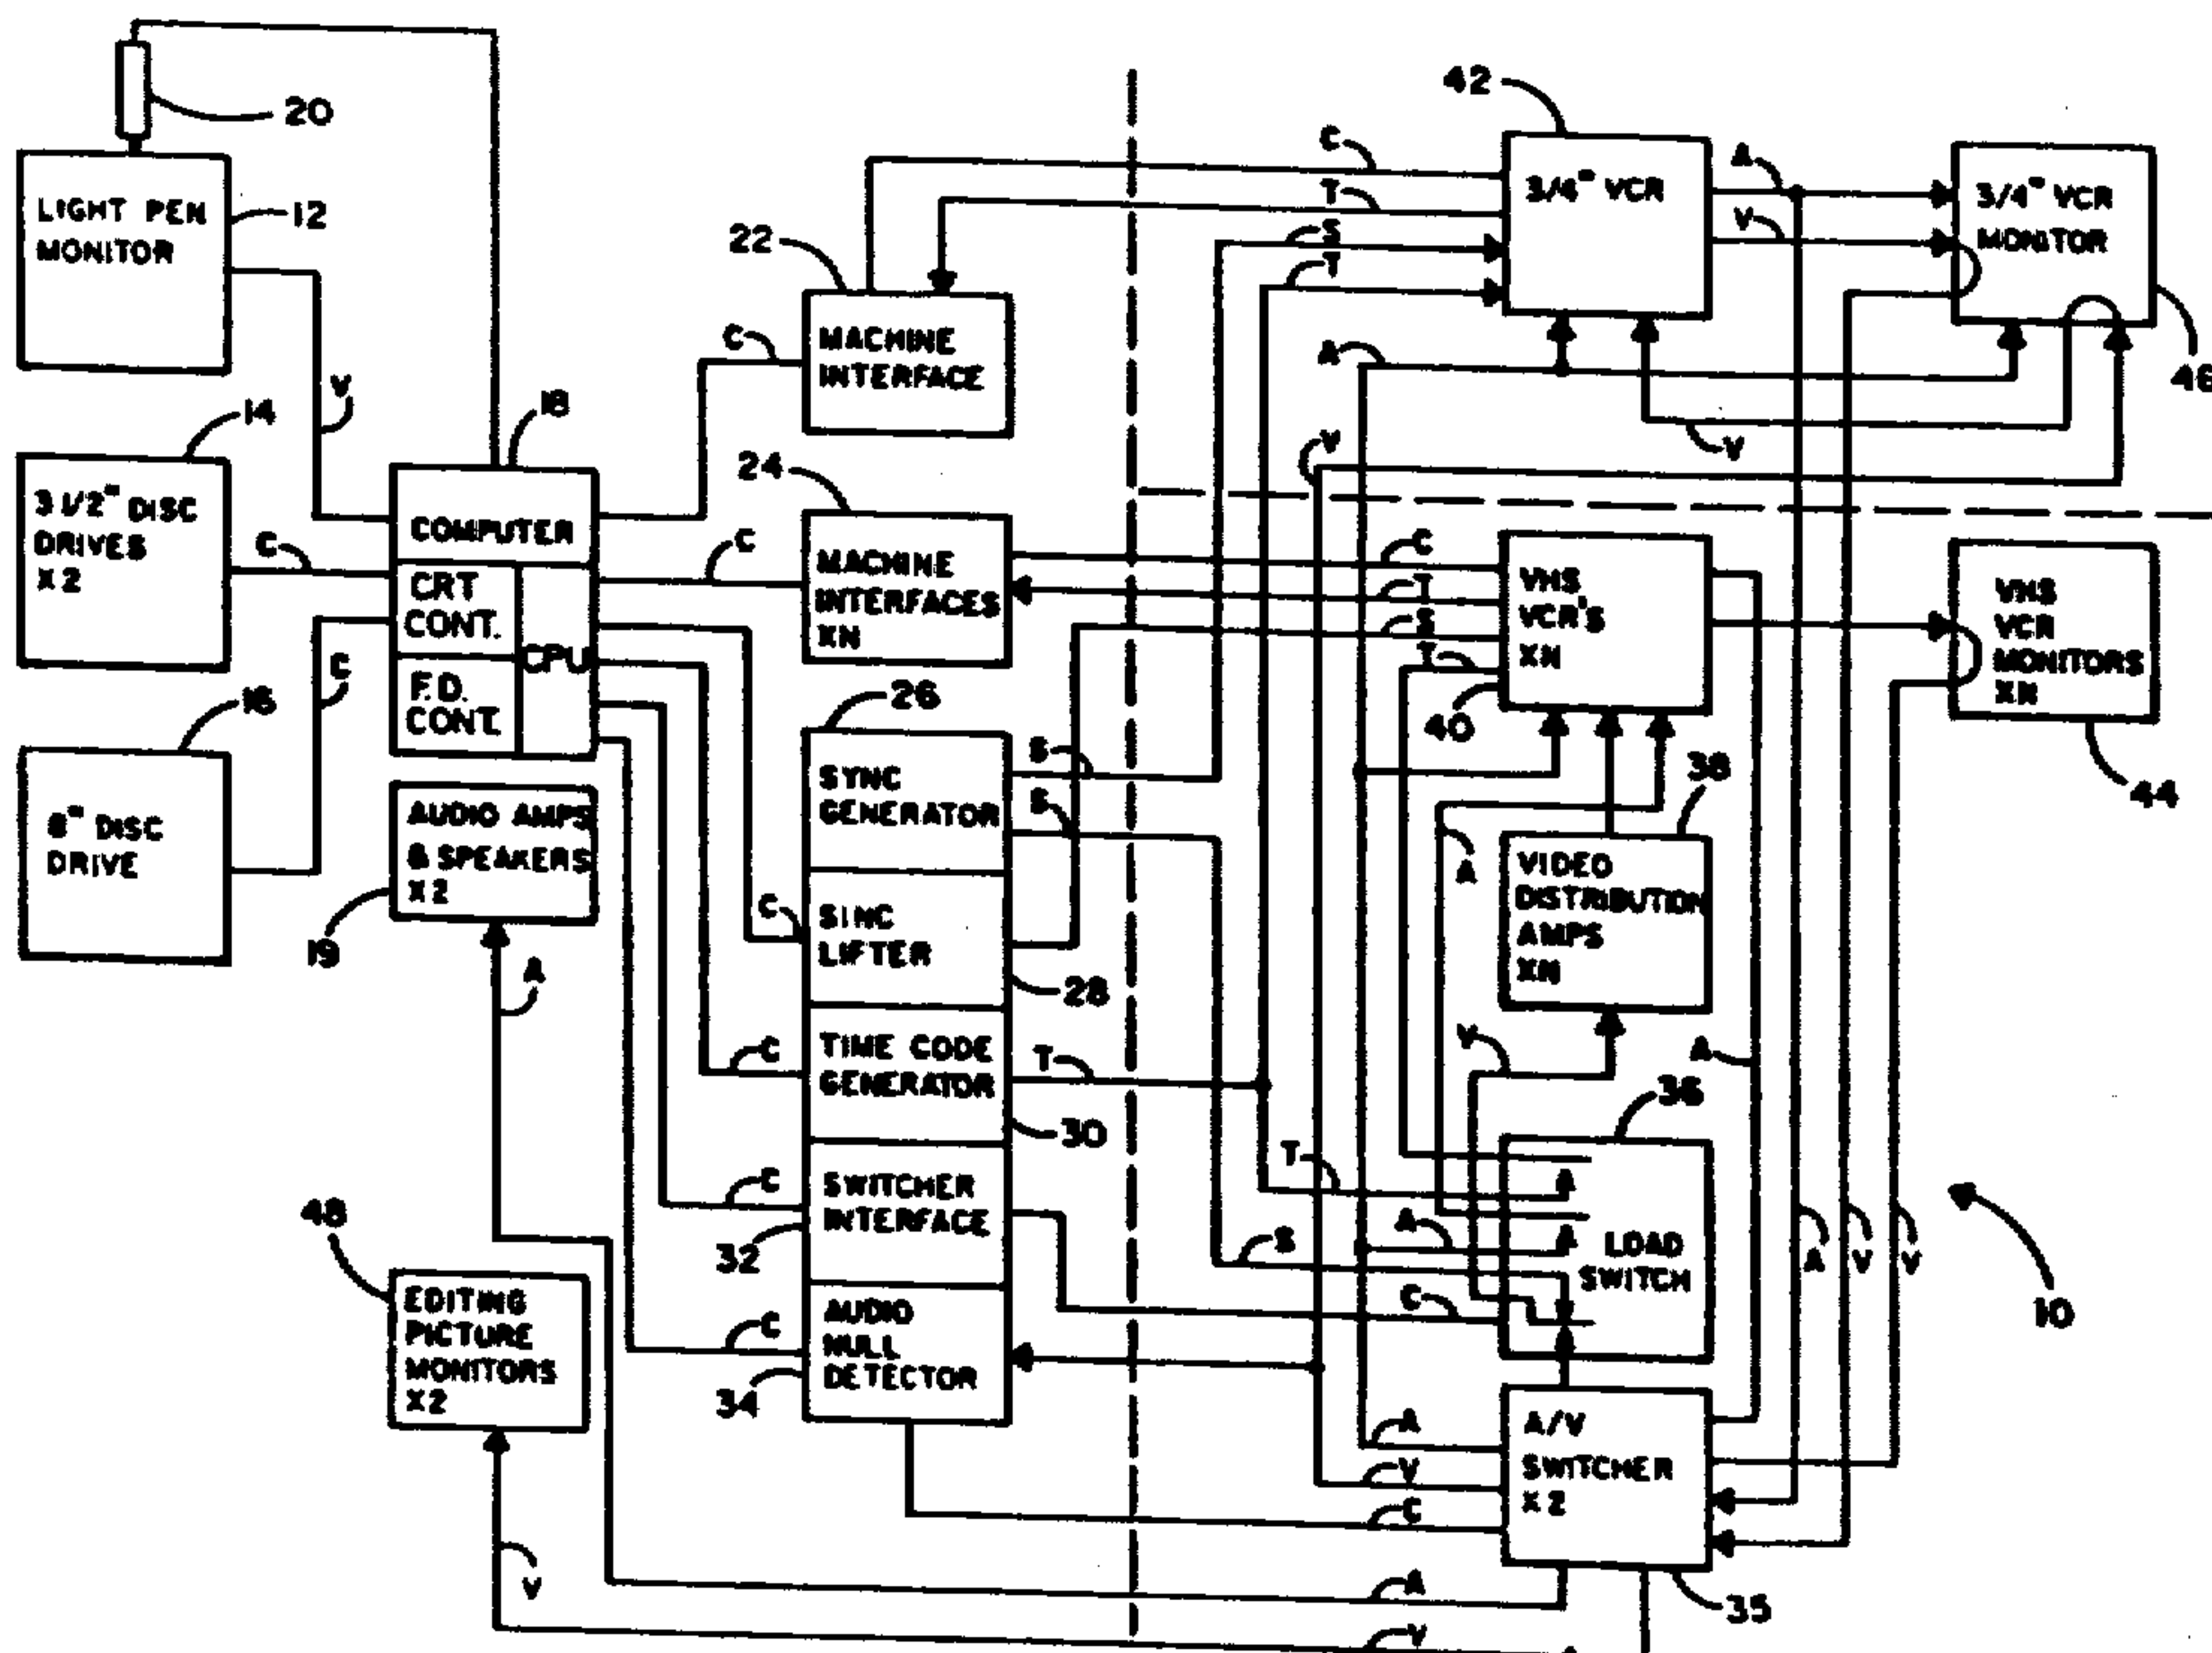 20
LIGHT PEN
MONITOR
12
V
14
3 1/2" DISC
DRIVES
X 2
C
16
8" DISC
DRIVE
C
18
COMPUTER
CRT
CONT.
CPU
F.D.
CONT.
AUDIO AMPS
& SPEAKERS
X 2
19
A
48
EDITING
PICTURE
MONITORS
X 2
V
22
C
MACHINE
INTERFACE
24
C
MACHINE
INTERFACES
XN
26
SYNC
GENERATOR
S
S
C
SINC
LIFTER
28
C
TIME CODE
GENERATOR
T
30
C
SWITCHER
INTERFACE
32
C
AUDIO
NULL
DETECTOR
34
C
T
S
T
42
3/4" VCR
A
V
3/4" VCR
MONITOR
46
A
V
V
C
T
S
T
VHS
VCR'S
XN
40
VHS
VCR
MONITORS
XN
44
38
A
VIDEO
DISTRIBUTION
AMPS
XN
V
A
36
T
A
S
C
LOAD
SWITCH
A
V
V
10
A
V
C
A/V
SWITCHER
X 2
35
A
V